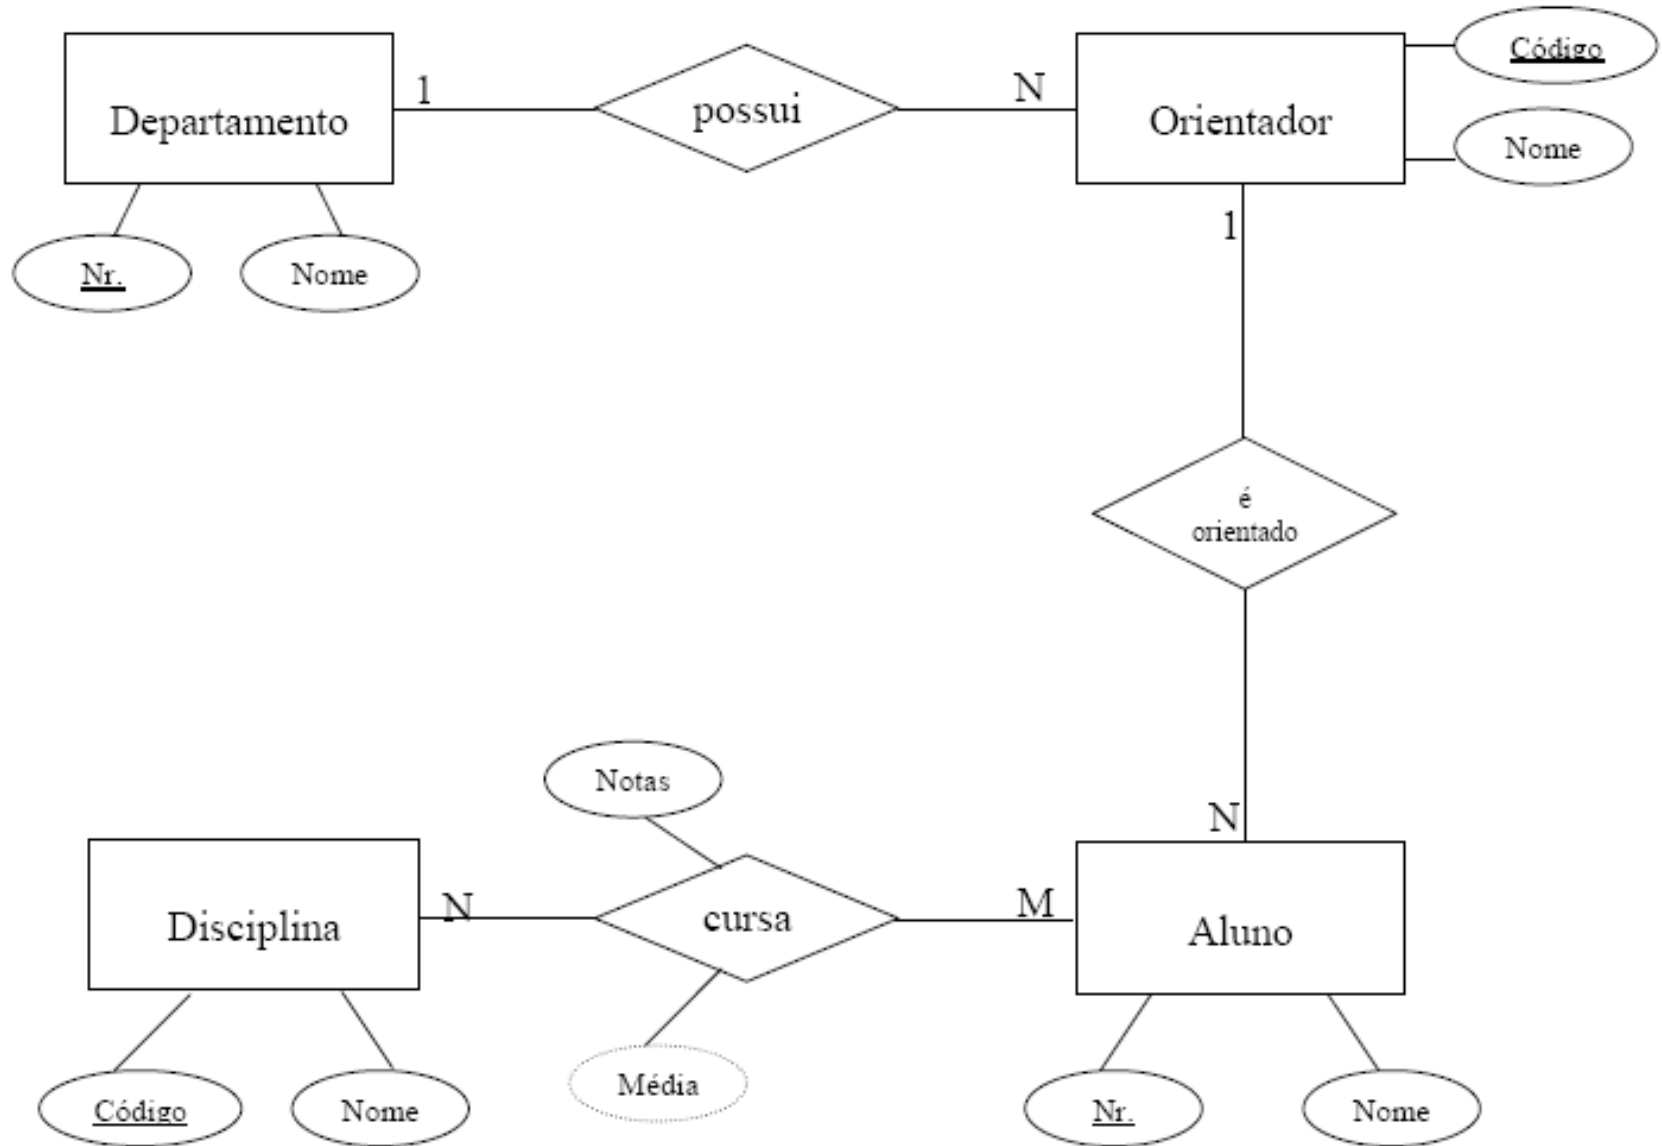 Código
1
N
Departamento
possui
Orientador
Nome
Nr.
Nome
1
é
orientado
Notas
N
N
M
Disciplina
cursa
Aluno
Média
Código
Nome
Nr.
Nome